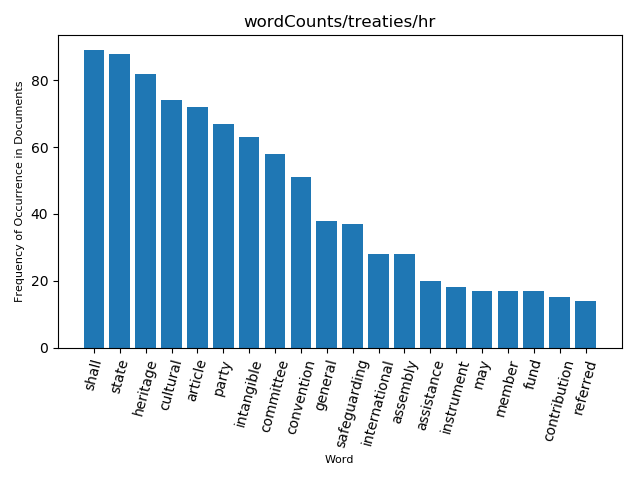 wordCounts/treaties/hr
Frequency of Occurrence in Documents
80
60
40
20
0
shall
state
heritage
cultural
article
party
intangible
committee
convention
general
safeguarding
international
assembly
assistance
instrument
may
member
fund
contribution
referred
Word